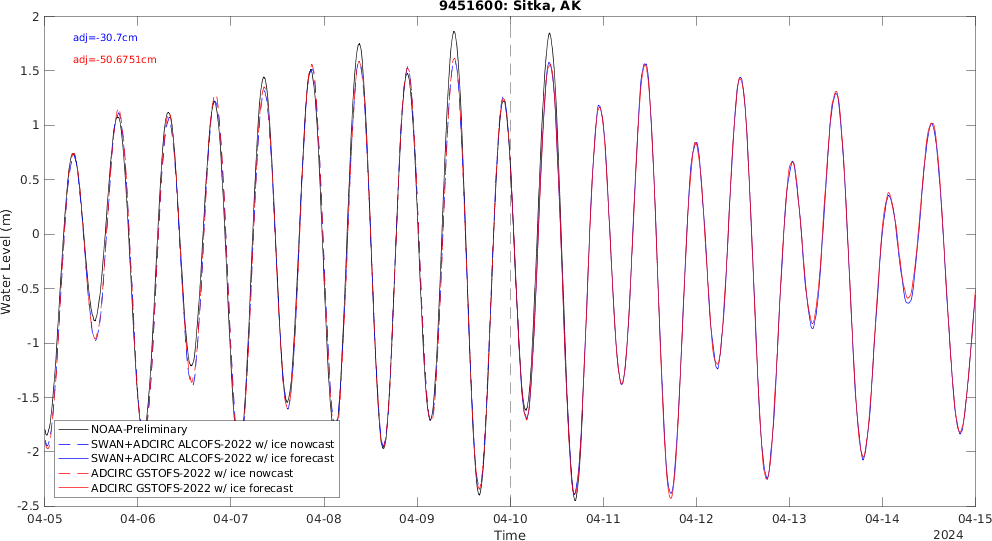 9451600: Sitka, AK
adj=-30.7cm
adj=-50.6751cm
Water Level (m)
2
1.5
1
0.5
0
-0.5
-1
-1.5
-2
-2.5
NOAA-Preliminary
SWAN+ADCIRC ALCOFS-2022 w/ ice nowcast
SWAN+ADCIRC ALCOFS-2022 w/ ice forecast
ADCIRC GSTOFS-2022 w/ ice nowcast
ADCIRC GSTOFS-2022 w/ ice forecast
04-05 04-06 04-07 04-08 04-09 04-10 04-11 04-12 04-13 04-14 04-15
Time
2024